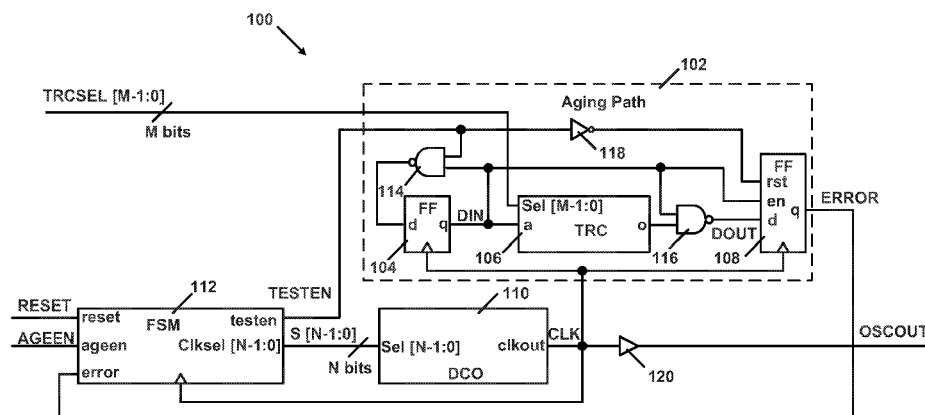 100
102
TRCSEL [M-1:0]
M bits
Aging Path
118
114
FF
rst
en
q
d
108
ERROR
FF
d
q
104
DIN
Sel [M-1:0]
a
TRC
o
106
116
DOUT
RESET
AGEEN
112
reset
FSM
testen
ageen
Clksel [N-1:0]
error
TESTEN
S [N-1:0]
N bits
110
Sel [N-1:0]
clkout
DCO
CLK
120
OSCOUT